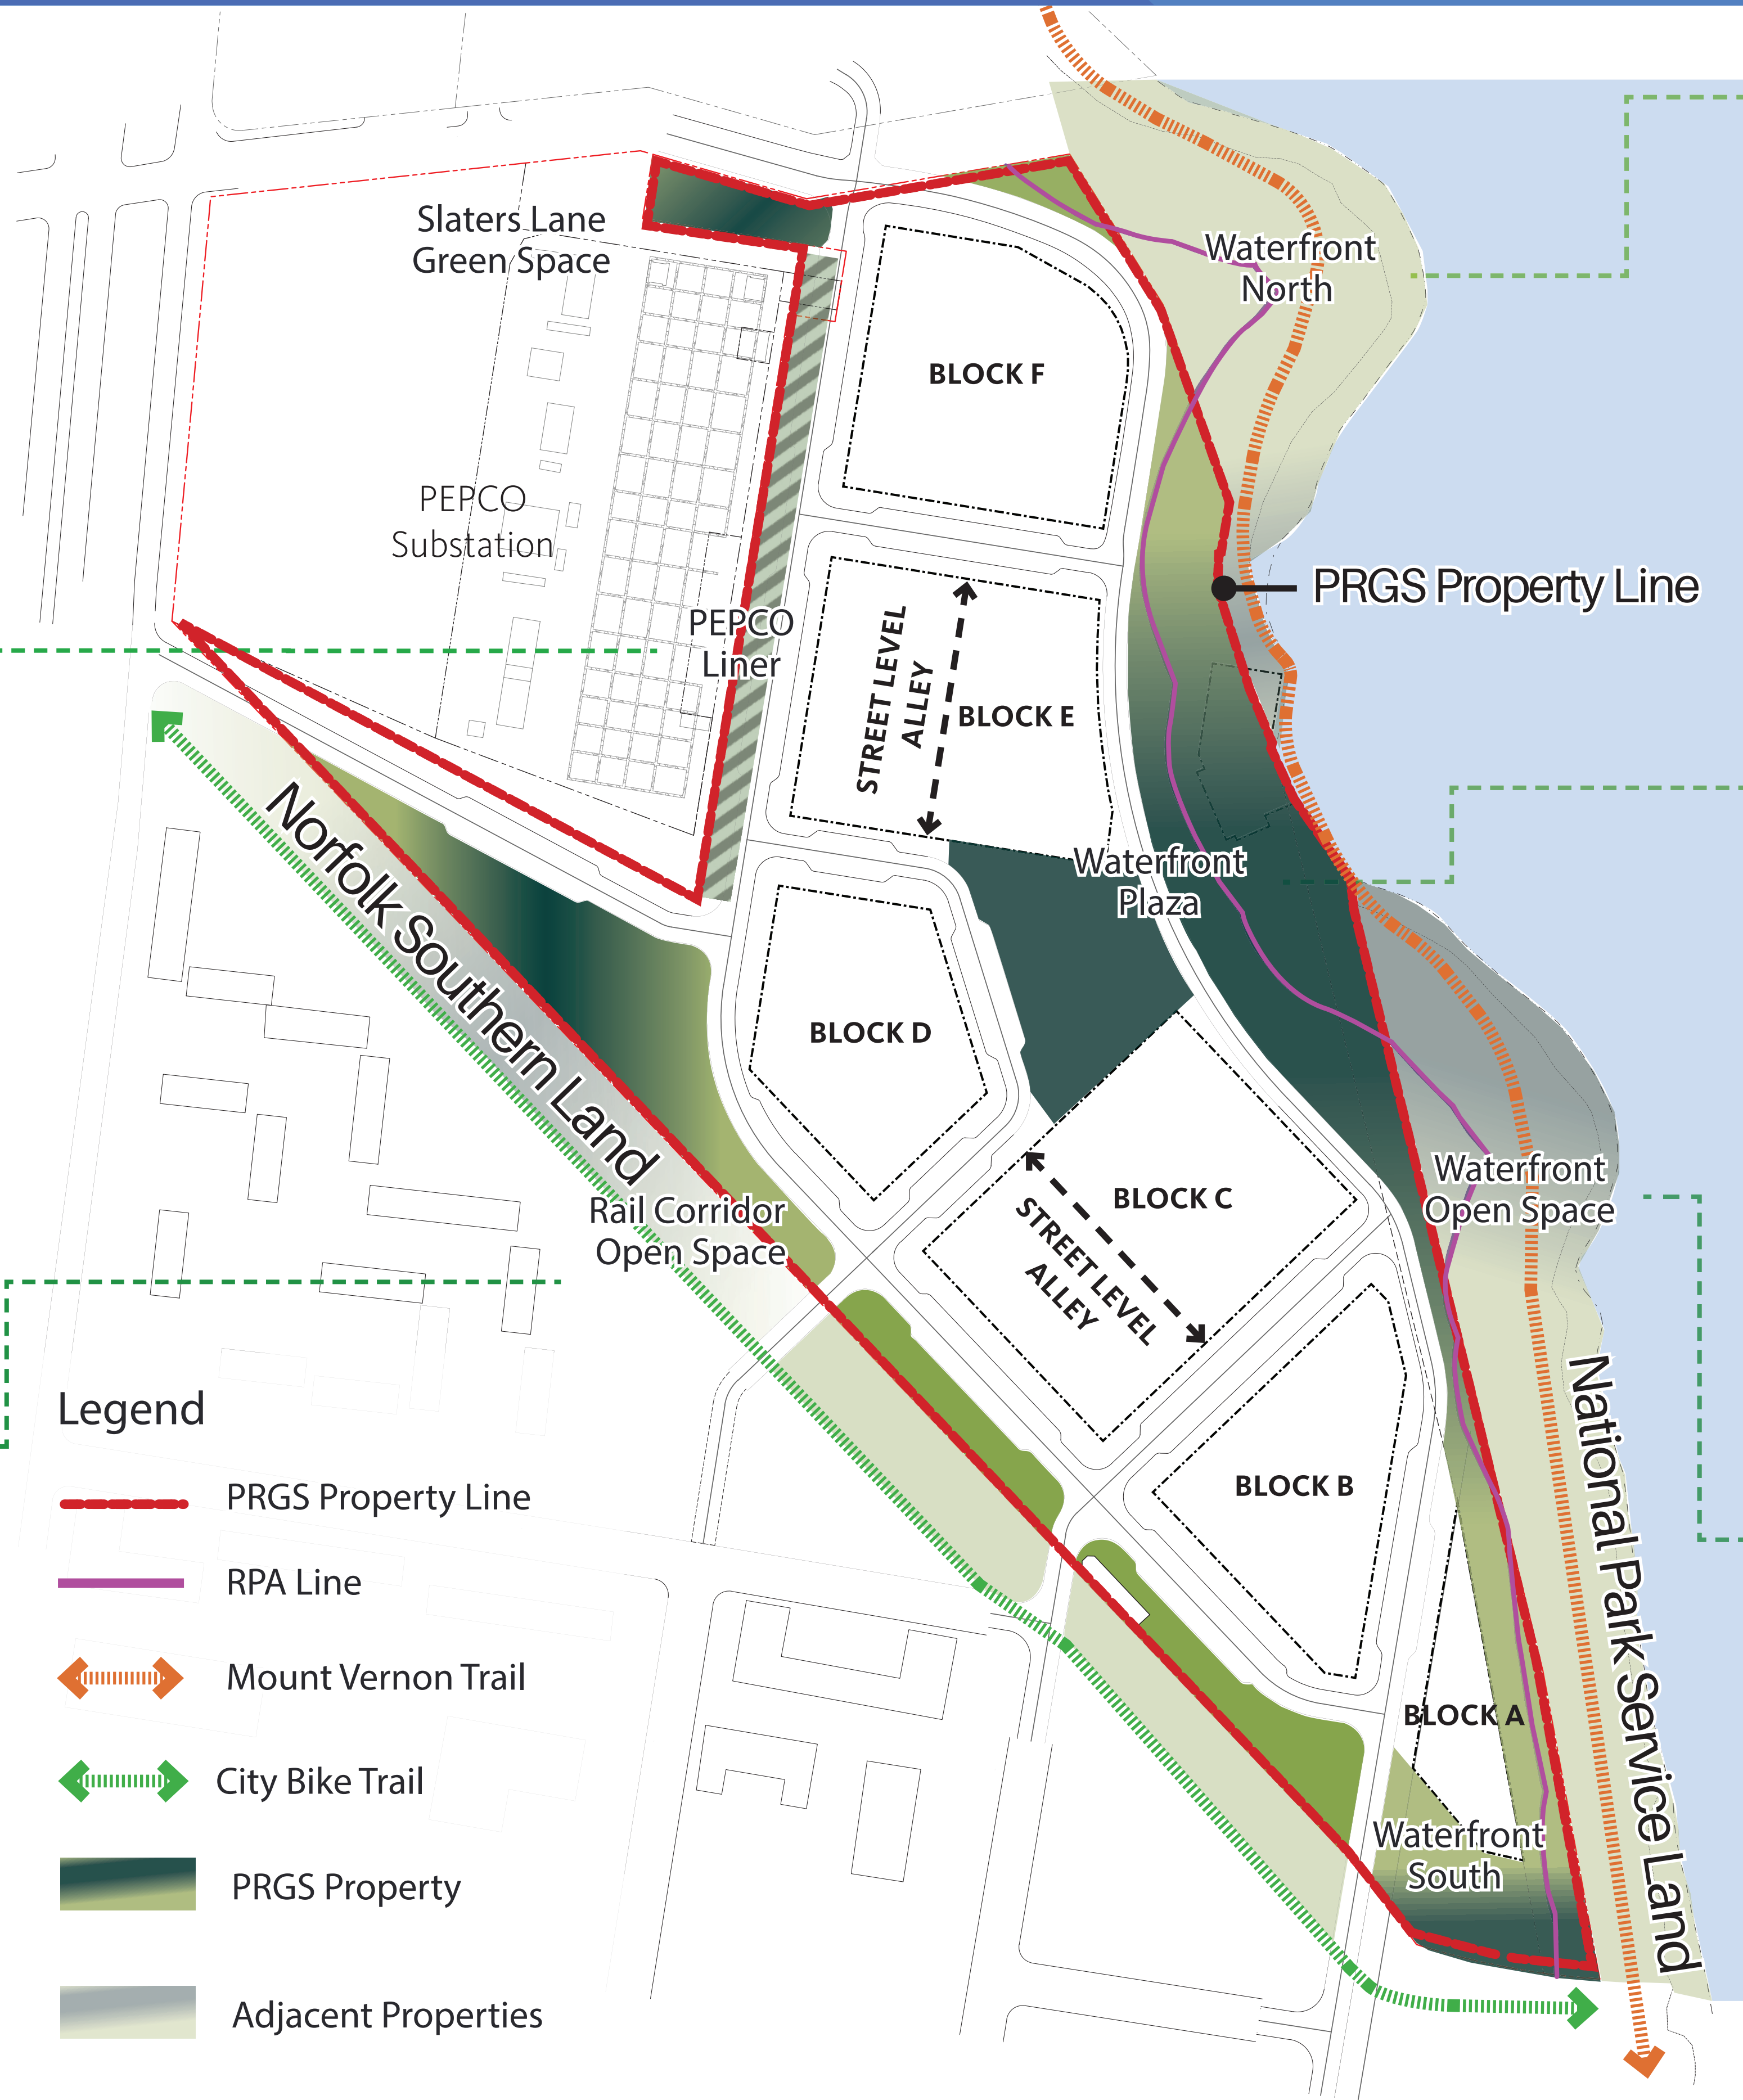 Slaters Lane
Green Space
Waterfront
North
BLOCK F
PEPCO
Substation
PRGS Property Line
PEPCO
Liner
STREET LEVEL
ALLEY
BLOCK E
Waterfront
Plaza
Norfolk Southern Land
BLOCK D
Waterfront
Open Space
BLOCK C
Rail Corridor
Open Space
STREET LEVEL
ALLEY
National Park Service Land
BLOCK B
BLOCK A
Waterfront
South
Legend
PRGS Property Line
RPA Line
Mount Vernon Trail
City Bike Trail
PRGS Property
Adjacent Properties